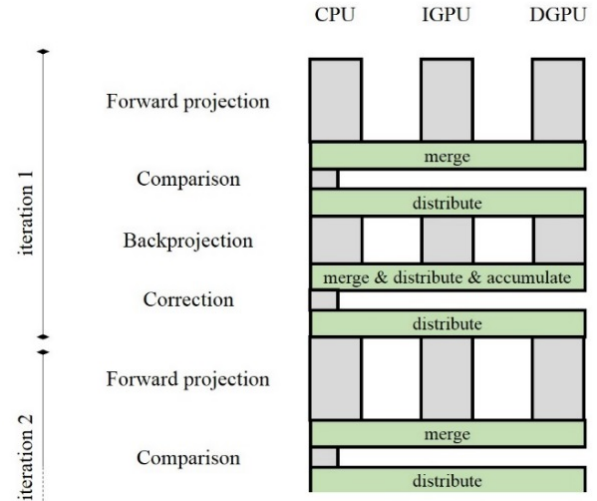 CPU IGPU DGPU
Forward projection
merge
Comparison
distribute
iteration 1
Backprojection
merge & distribute & accumulate
Correction
distribute
Forward projection
merge
iteration 2
Comparison
distribute